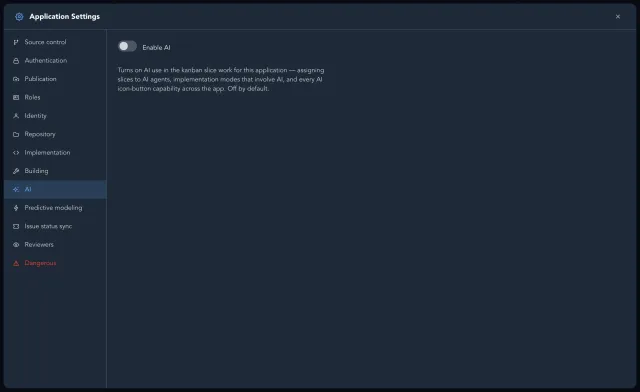 Application Settings
Source control
Authentication
Publication
Roles
Identity
Repository
Implementation
Building
AI
Predictive modeling
Issue status sync
Reviewers
Dangerous
Enable AI
Turns on AI use in the kanban slice work for this application — assigning
slices to AI agents, implementation modes that involve AI, and every AI
icon-button capability across the app. Off by default.